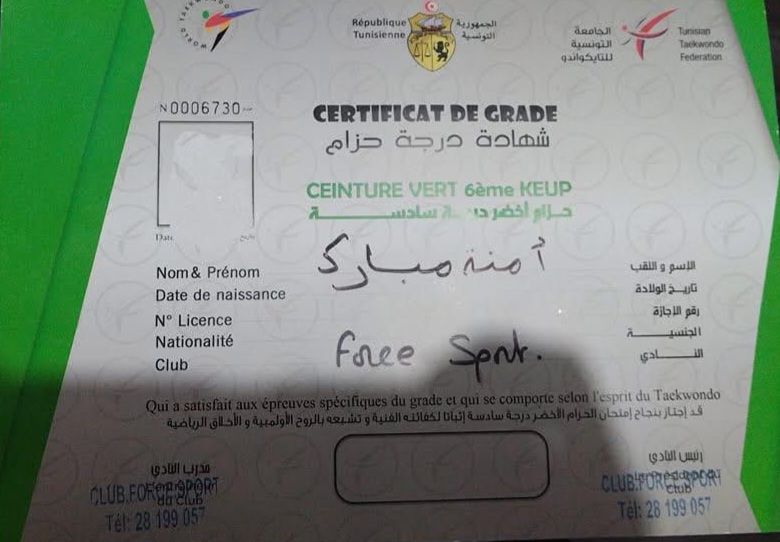 WORLD TAEKWONDO
République
Tunisienne
الجمهورية
التونسية
الجامعة
التونسية
للتايكواندو
Tunisian
Taekwondo
Federation
N 0006730
CERTIFICAT DE GRADE
شهادة درجة حزام
CEINTURE VERT 6ème KEUP
حزام أخضر سادسة
Date تاريخ
آمنة مبارك
Nom & Prénom الإسم و اللقب
Date de naissance تاريخ الولادة
N° Licence رقم الإجازة
Nationalité الجنسية
Club Force Sport. النادي
Qui a satisfait aux épreuves spécifiques du grade et qui se comporte selon l'esprit du Taekwondo
قد إجتاز بنجاح إمتحان الحزام الأخضر درجة سادسة إثباتا لكفائته الفنية و تشبعه بالروح الأولمبية و الأخلاق الرياضية
مدرب النادي رئيس النادي
CLUB.FORCE.SPORT CLUB.FORCE.SPORT
du Club Club
Tél: 28 199 057 Tél: 28 199 057